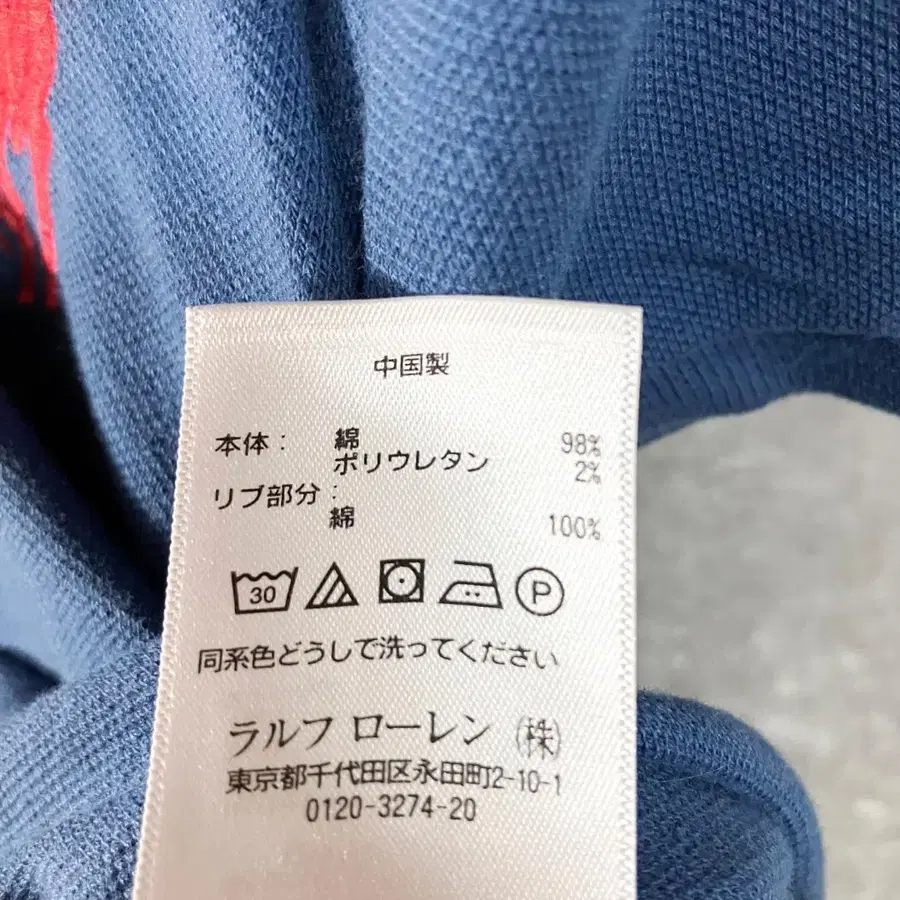 中国製
本体: 綿 98%
ポリウレタン 2%
リブ部分:
綿 100%
30 P
同系色どうしで洗ってください
ラルフ ローレン (株)
東京都千代田区永田町2-10-1
0120-3274-20